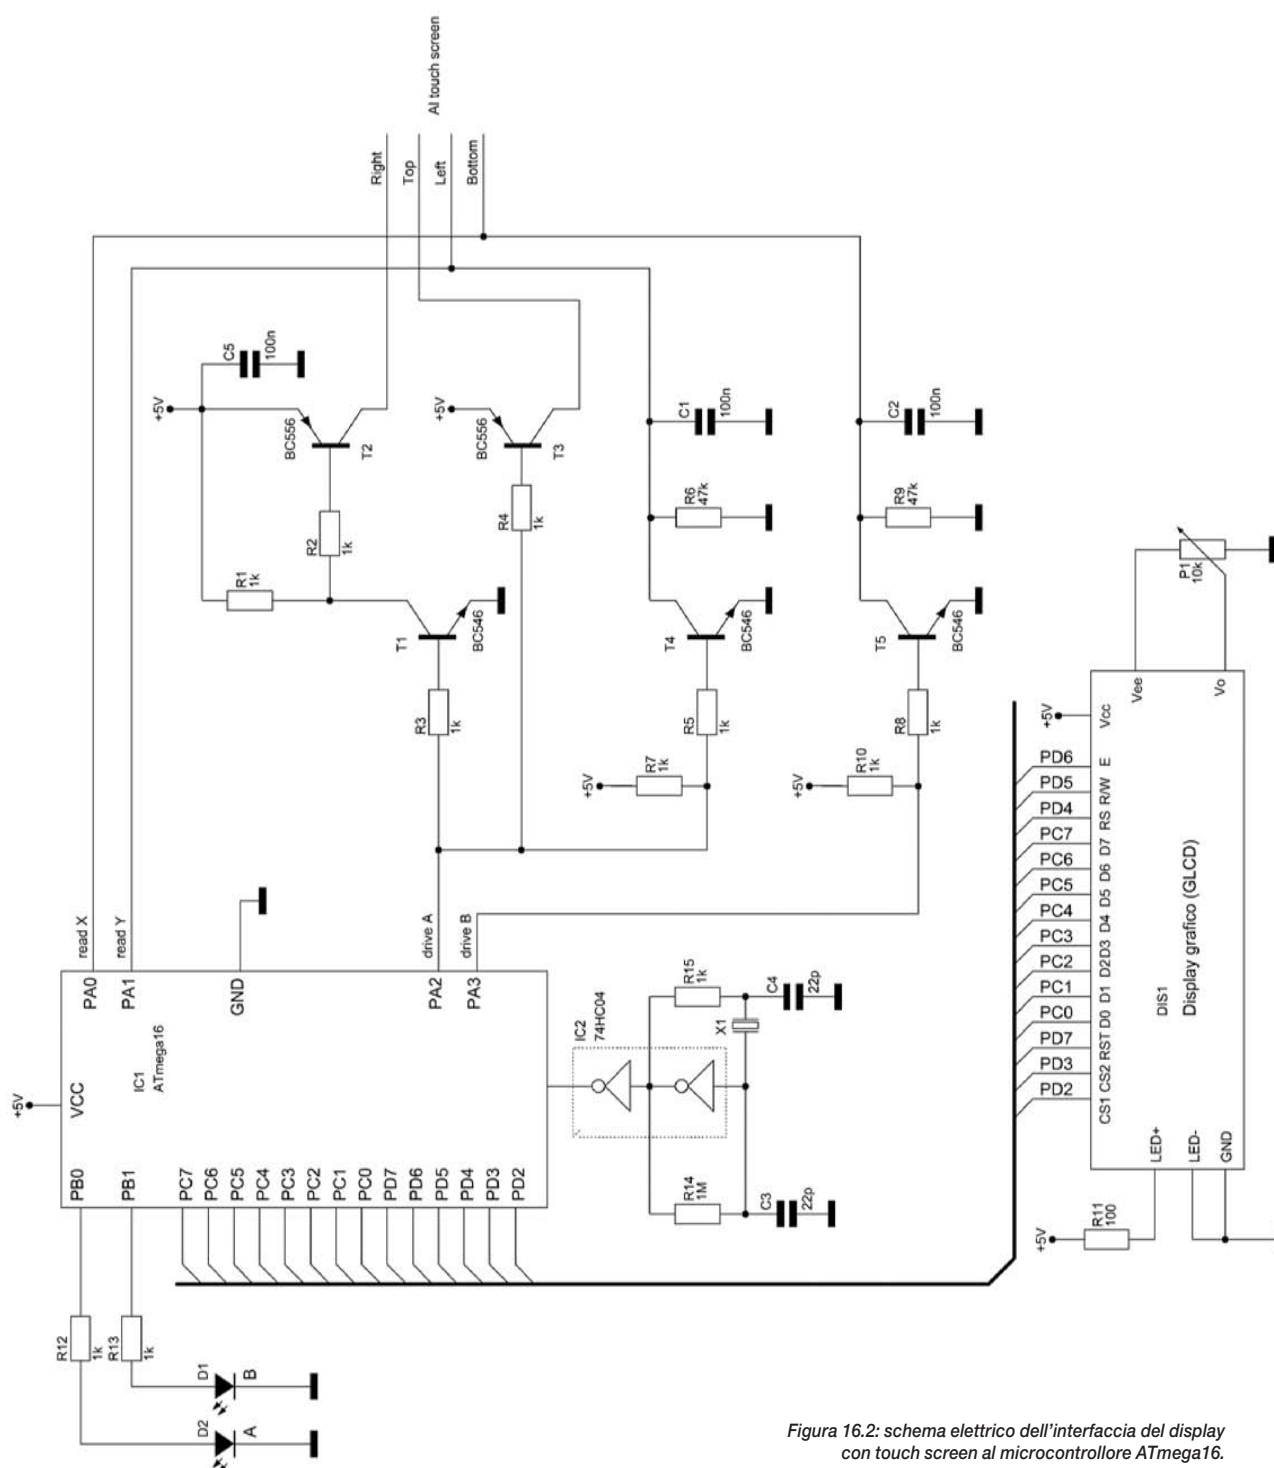 Al touch screen
Right
Top
Left
Bottom
+5V
C5
100n
BC556
T2
+5V
BC556
T3
C1
100n
C2
100n
R1
1k
R2
1k
R4
1k
R6
47k
R9
47k
T1
BC546
T4
BC546
T5
BC546
R3
1k
R5
1k
R8
1k
+5V
R7
1k
+5V
R10
1k
read X
read Y
drive A
drive B
PA0
PA1
GND
PA2
PA3
+5V
VCC
IC1
ATmega16
PB0
PB1
PC7
PC6
PC5
PC4
PC3
PC2
PC1
PC0
PD7
PD6
PD5
PD4
PD3
PD2
IC2
74HC04
R15
1k
C4
22p
X1
R14
1M
C3
22p
R12
1k
R13
1k
D1
B
D2
A
P1
10k
Vee
Vo
+5V
Vcc
PD6
PD5
PD4
PC7
PC6
PC5
PC4
PC3
PC2
PC1
PC0
PD7
PD3
PD2
E
R/W
RS
D7
D6
D5
D4
D3
D2
D1
D0
RST
CS2
CS1
DIS1
Display grafico (GLCD)
LED+
LED-
GND
+5V
R11
100
Figura 16.2: schema elettrico dell'interfaccia del display
con touch screen al microcontrollore ATmega16.